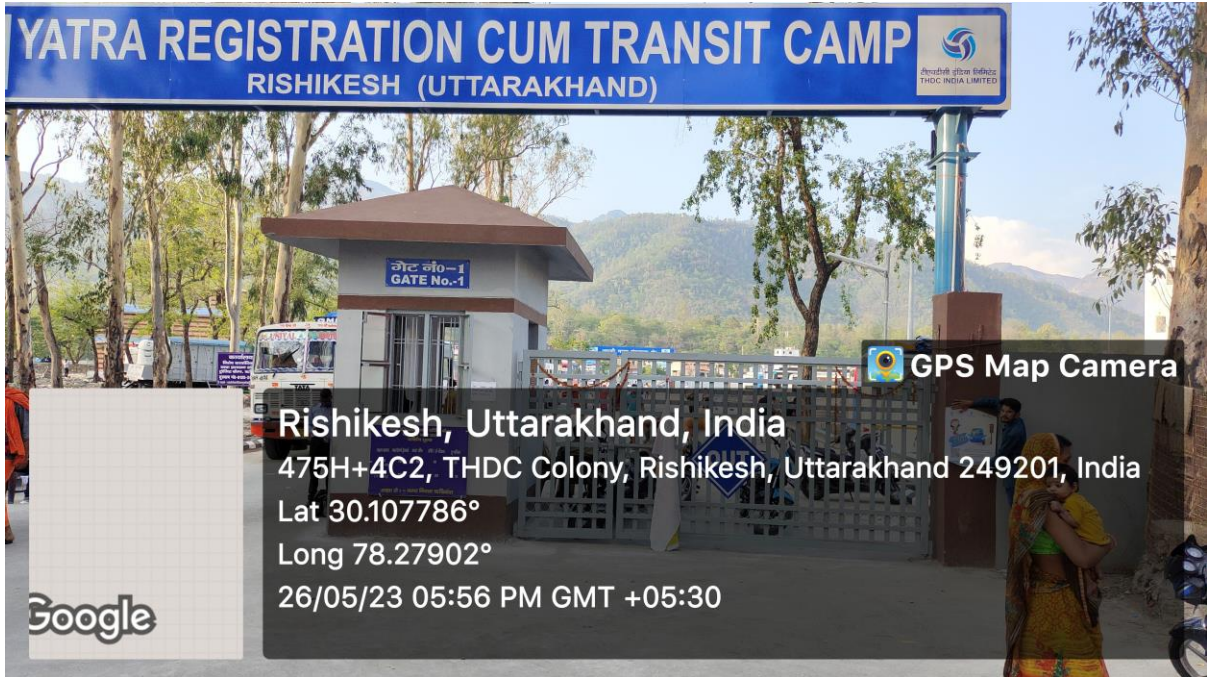 YATRA REGISTRATION CUM TRANSIT CAMP
RISHIKESH (UTTARAKHAND)
टीएचडीसी इंडिया लिमिटेड
THDC INDIA LIMITED
गेट नं०-1
GATE No.-1
TATA
OUT
GPS Map Camera
Rishikesh, Uttarakhand, India
475H+4C2, THDC Colony, Rishikesh, Uttarakhand 249201, India
Lat 30.107786°
Long 78.27902°
26/05/23 05:56 PM GMT +05:30
Google